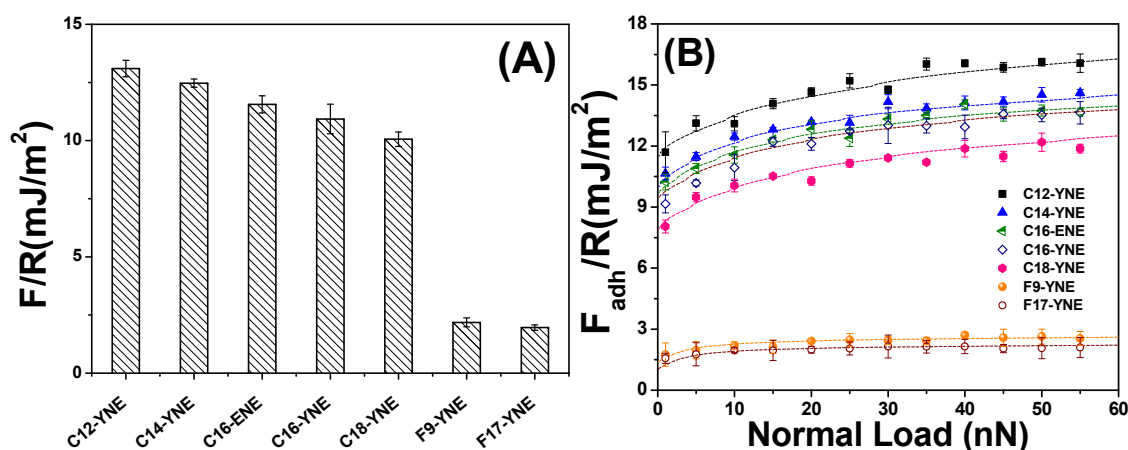 (A)
F/R(mJ/m²)
15
10
5
0
C12-YNE
C14-YNE
C16-ENE
C16-YNE
C18-YNE
F9-YNE
F17-YNE
(B)
F_adh/R(mJ/m²)
18
15
12
9
6
3
0
C12-YNE
C14-YNE
C16-ENE
C16-YNE
C18-YNE
F9-YNE
F17-YNE
0 10 20 30 40 50 60
Normal Load (nN)